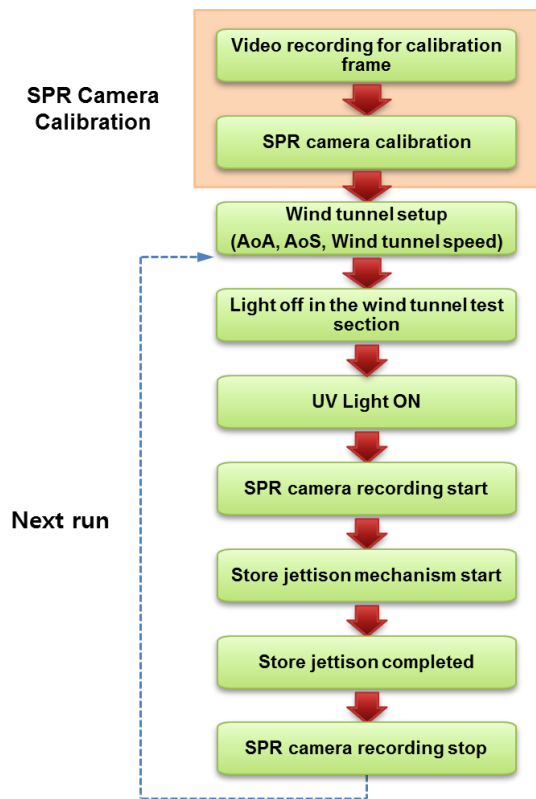 Video recording for calibration
frame
SPR Camera
Calibration
SPR camera calibration
Wind tunnel setup
(AoA, AoS, Wind tunnel speed)
Light off in the wind tunnel test
section
UV Light ON
SPR camera recording start
Next run
Store jettison mechanism start
Store jettison completed
SPR camera recording stop